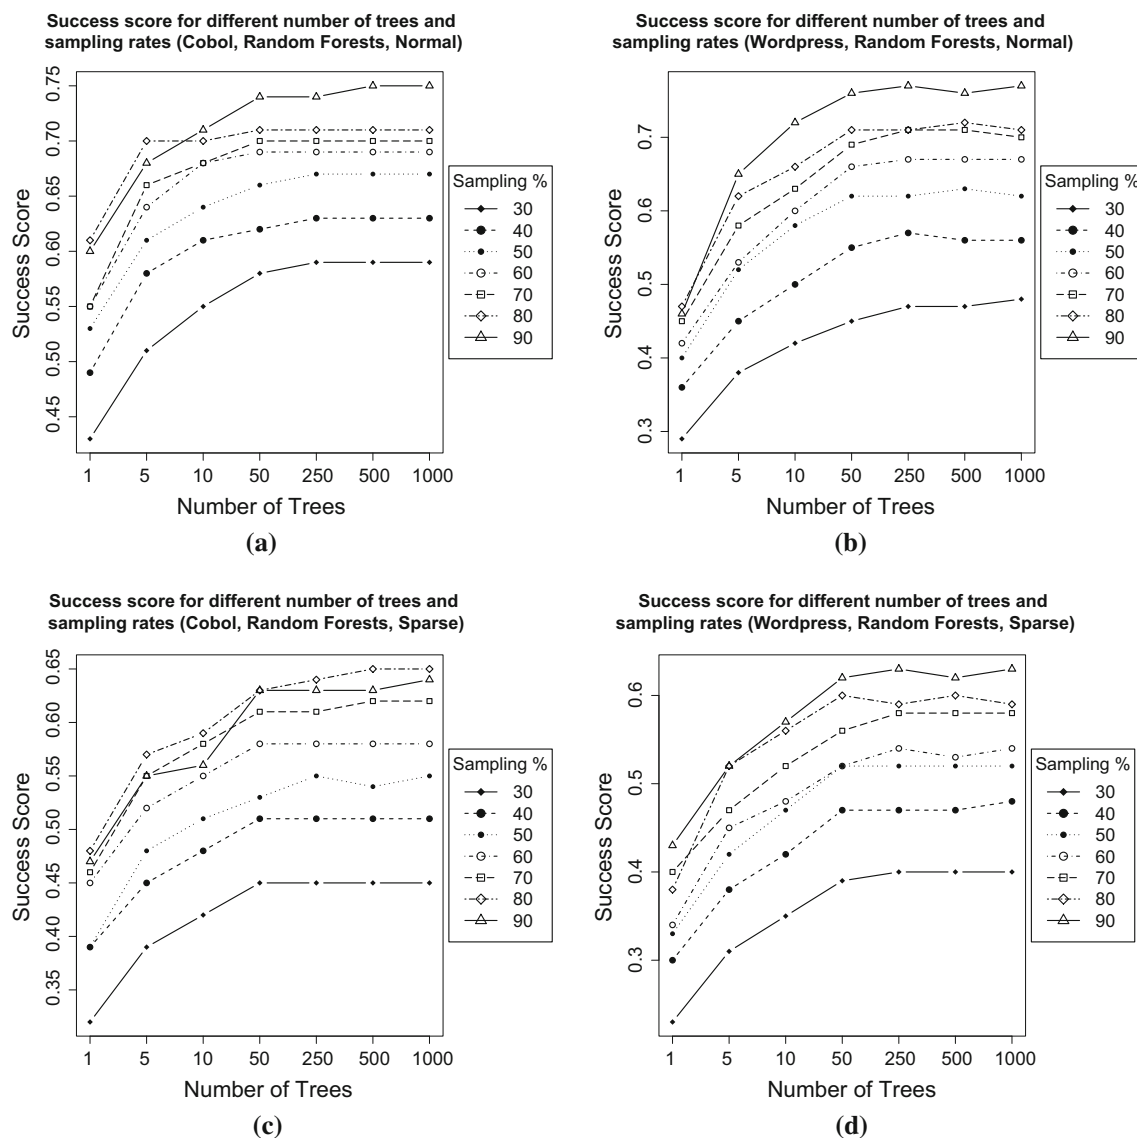 Success score for different number of trees and
sampling rates (Cobol, Random Forests, Normal)
Success Score
0.75
0.70
0.65
0.60
0.55
0.50
0.45
1 5 10 50 250 500 1000
Number of Trees
Sampling %
30
40
50
60
70
80
90
(a)
Success score for different number of trees and
sampling rates (Wordpress, Random Forests, Normal)
Success Score
0.7
0.6
0.5
0.4
0.3
1 5 10 50 250 500 1000
Number of Trees
Sampling %
30
40
50
60
70
80
90
(b)
Success score for different number of trees and
sampling rates (Cobol, Random Forests, Sparse)
Success Score
0.65
0.60
0.55
0.50
0.45
0.40
0.35
1 5 10 50 250 500 1000
Number of Trees
Sampling %
30
40
50
60
70
80
90
(c)
Success score for different number of trees and
sampling rates (Wordpress, Random Forests, Sparse)
Success Score
0.6
0.5
0.4
0.3
1 5 10 50 250 500 1000
Number of Trees
Sampling %
30
40
50
60
70
80
90
(d)